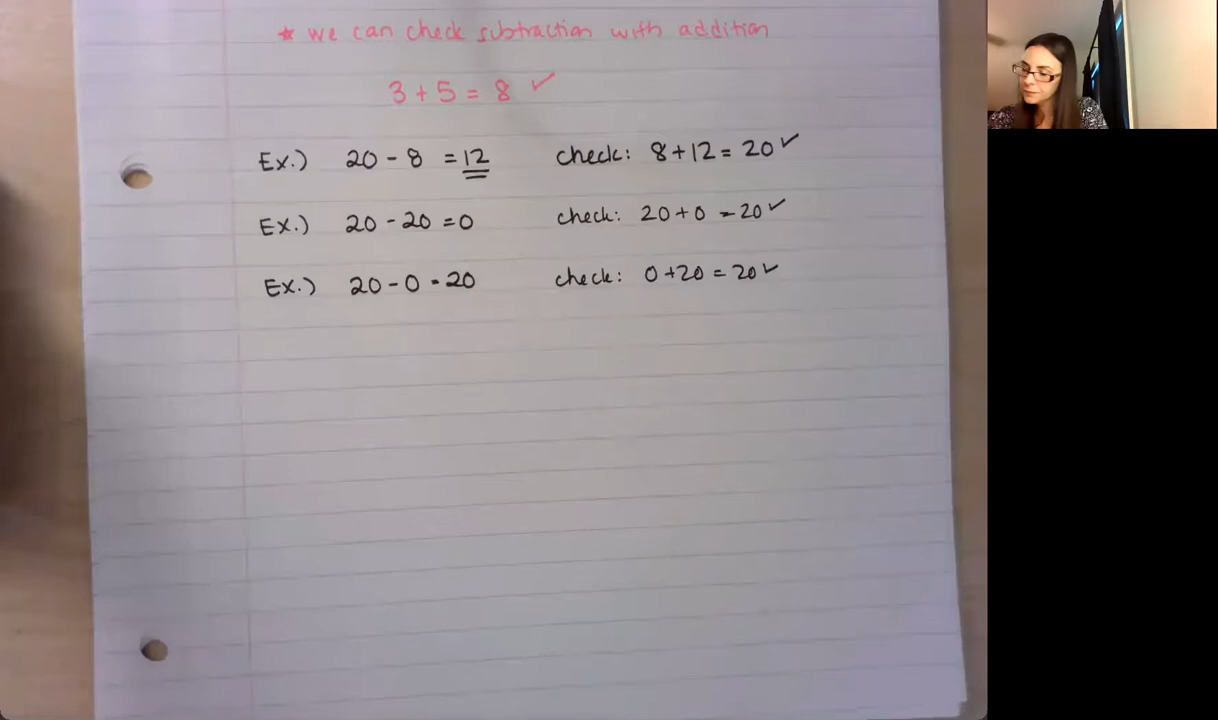 * we can check subtraction with addition
3 + 5 = 8 ✓
Ex.) 20 - 8 = 12 check: 8 + 12 = 20 ✓
Ex.) 20 - 20 = 0 check: 20 + 0 = 20 ✓
Ex.) 20 - 0 = 20 check: 0 + 20 = 20 ✓